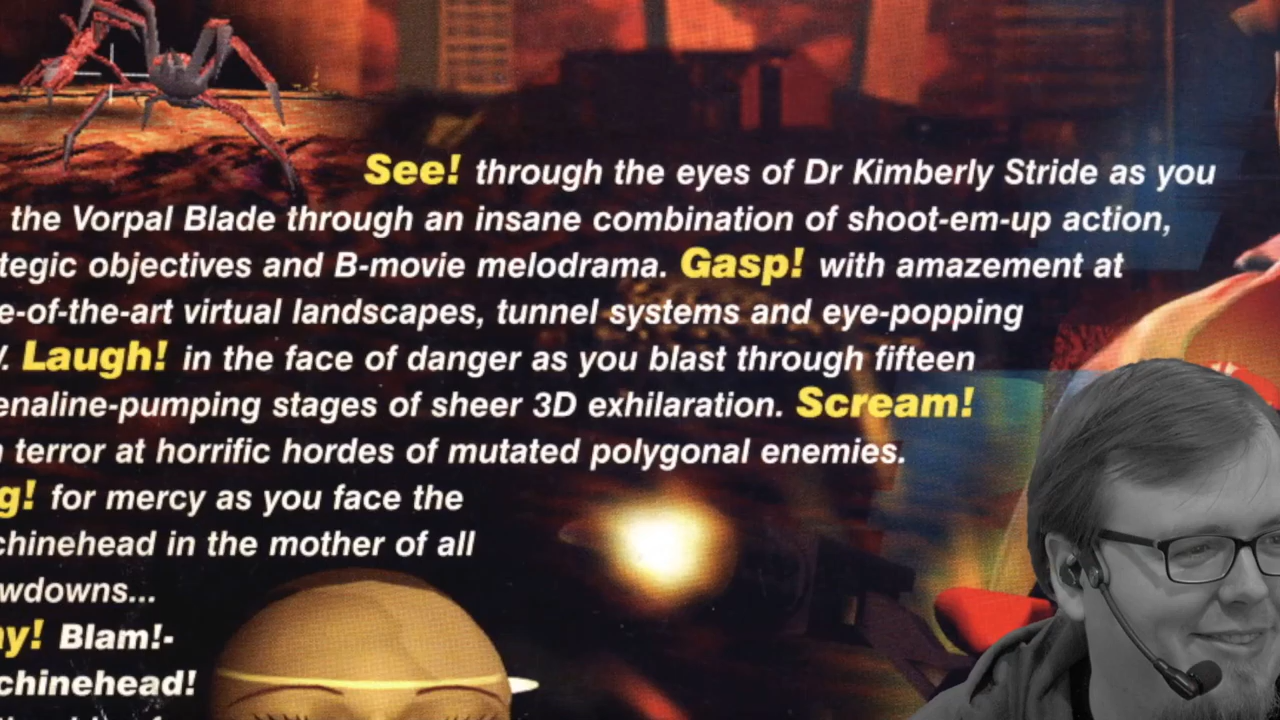 See! through the eyes of Dr Kimberly Stride as you
the Vorpal Blade through an insane combination of shoot-em-up action,
tegic objectives and B-movie melodrama. Gasp! with amazement at
e-of-the-art virtual landscapes, tunnel systems and eye-popping
. Laugh! in the face of danger as you blast through fifteen
enaline-pumping stages of sheer 3D exhilaration. Scream!
terror at horrific hordes of mutated polygonal enemies.
g! for mercy as you face the
chinehead in the mother of all
wdowns...
ay! Blam!-
chinehead!